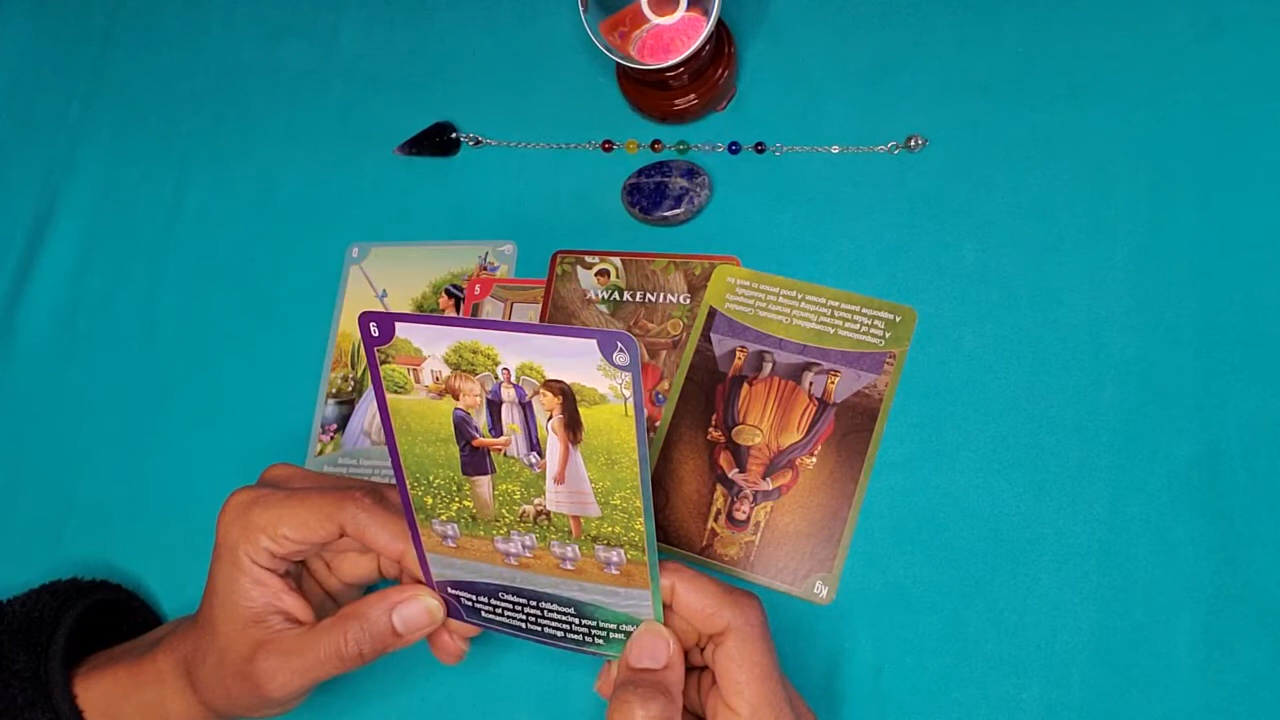 Q
5
AWAKENING
Compassionate, Accomplished, Charismatic, Grounded
A time of great success! Financial security and prosperity
The Midas touch. Everything turning out beautifully
A supportive parent and spouse. A good person to work for
Kg
6
Children or childhood.
Revisiting old dreams or plans. Embracing your inner child
The return of people or romances from your past.
Romanticizing how things used to be.
Brilliant, Experienced